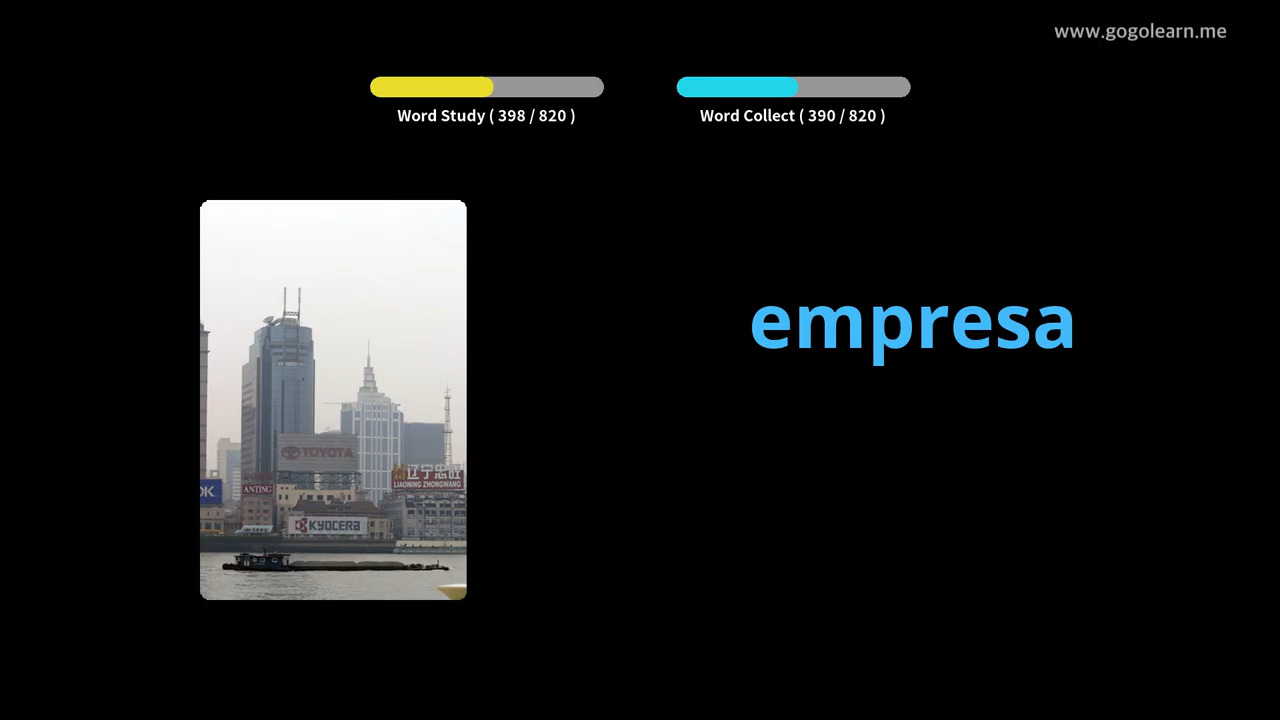 www.gogolearn.me
Word Study ( 398 / 820 )
Word Collect ( 390 / 820 )
empresa
TOYOTA
辽宁忠旺
LIAONING ZHONGWANG
OK
ANTING
KYOCERA